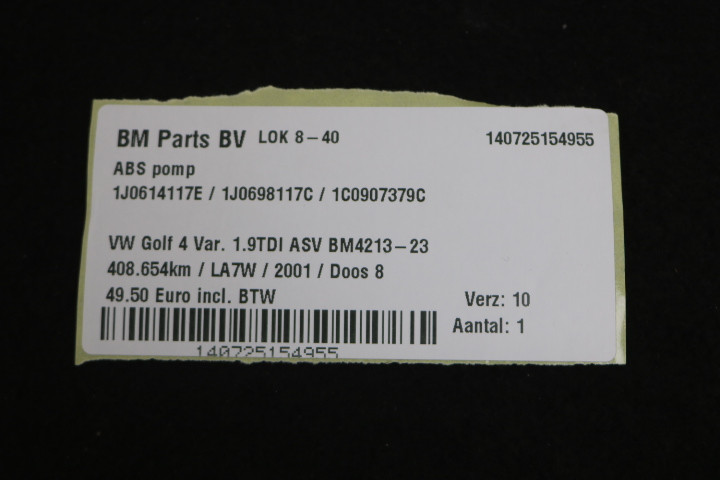 BM Parts BV LOK 8-40 140725154955
ABS pomp
1J0614117E / 1J0698117C / 1C0907379C
VW Golf 4 Var. 1.9TDI ASV BM4213-23
408.654km / LA7W / 2001 / Doos 8
49.50 Euro incl. BTW Verz: 10
Aantal: 1
140725154955